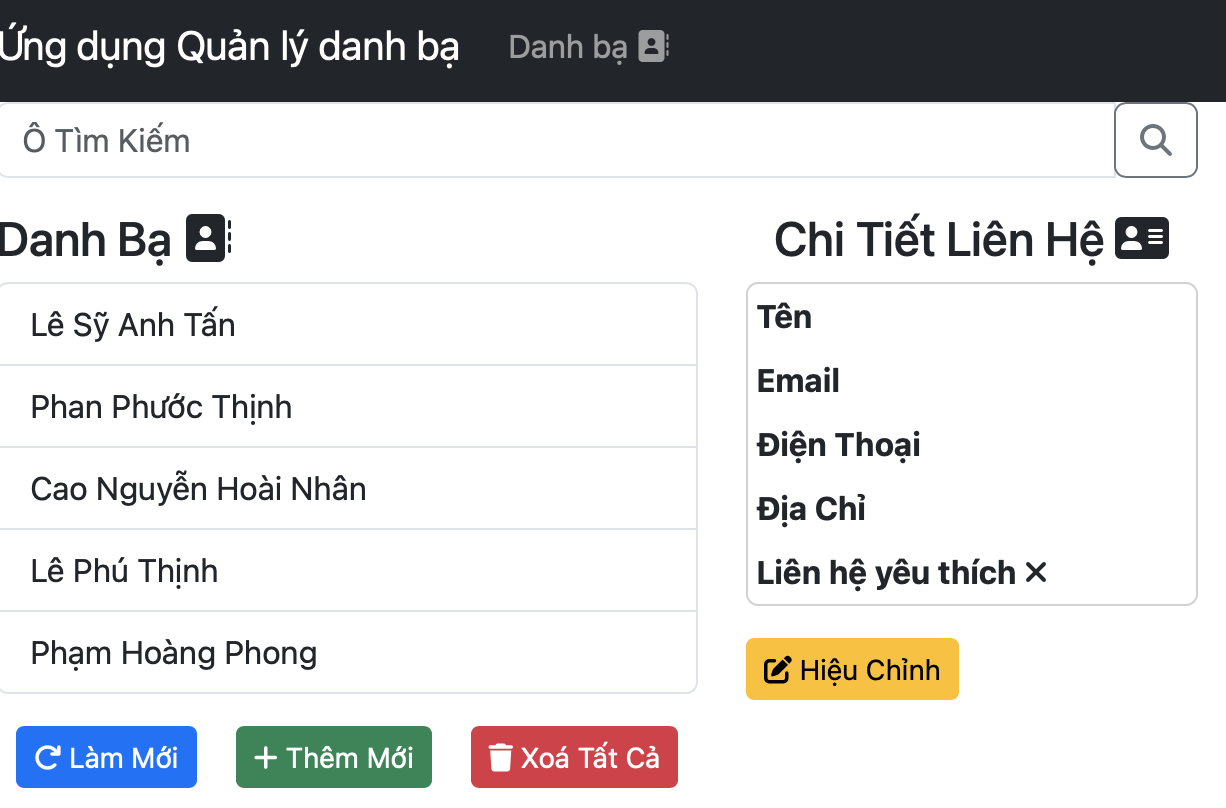 Ứng dụng Quản lý danh bạ Danh bạ
Ô Tìm Kiếm
Danh Bạ
Lê Sỹ Anh Tấn
Phan Phước Thịnh
Cao Nguyễn Hoài Nhân
Lê Phú Thịnh
Phạm Hoàng Phong
Làm Mới
Thêm Mới
Xoá Tất Cả
Chi Tiết Liên Hệ
Tên
Email
Điện Thoại
Địa Chỉ
Liên hệ yêu thích
Hiệu Chỉnh